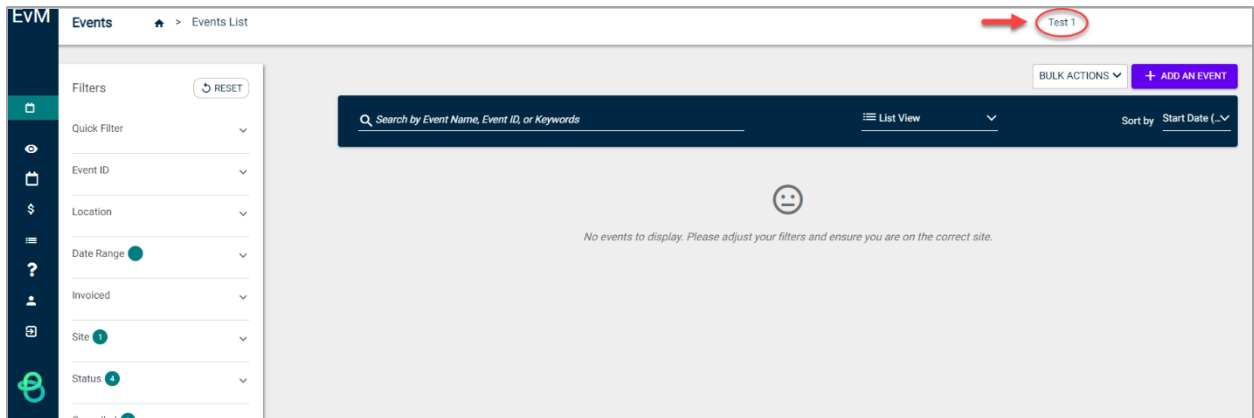 EvM
Events > Events List
Test 1
Filters
RESET
BULK ACTIONS
+ ADD AN EVENT
Quick Filter
Search by Event Name, Event ID, or Keywords
List View
Sort by Start Date (...
Event ID
Location
Date Range
Invoiced
Site 1
Status 4
No events to display. Please adjust your filters and ensure you are on the correct site.